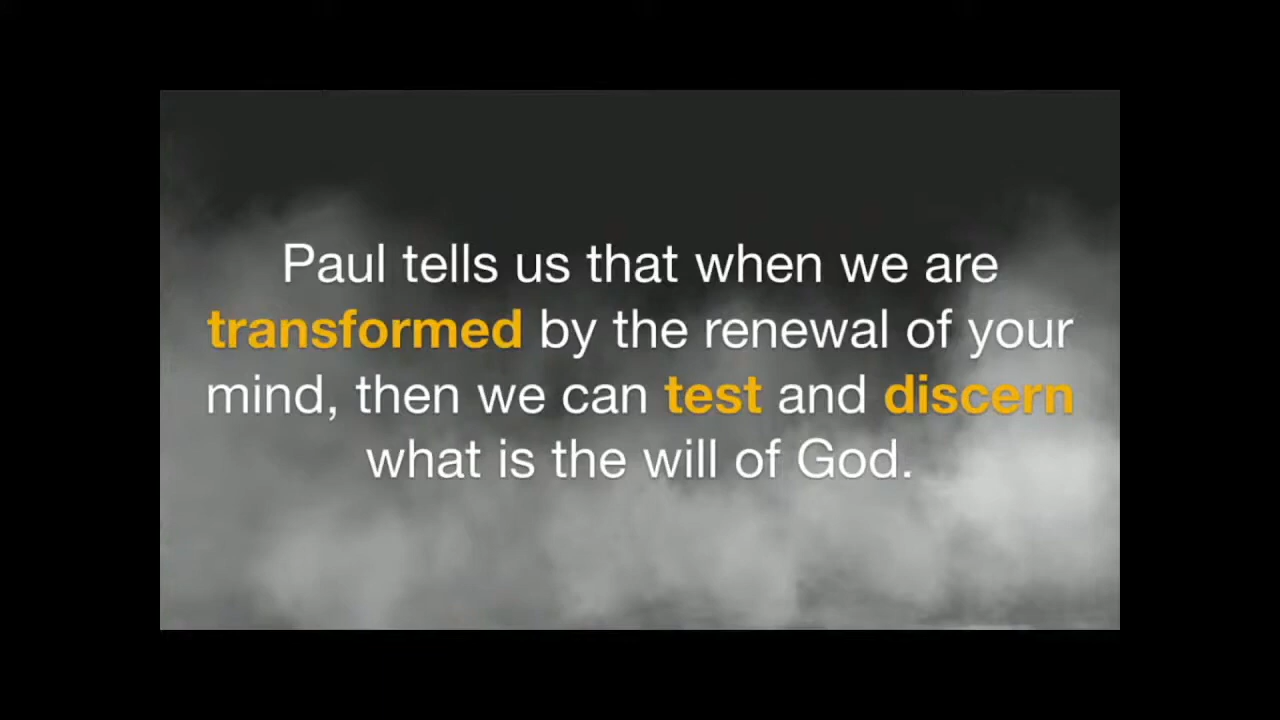 Paul tells us that when we are
transformed by the renewal of your
mind, then we can test and discern
what is the will of God.